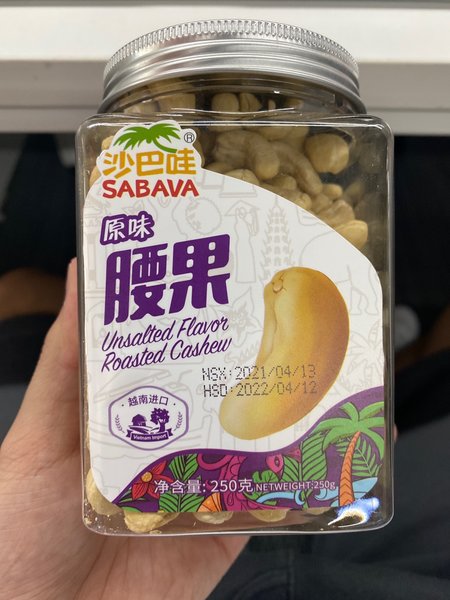 ®
沙巴哇
SABAVA
原味
腰果
Unsalted Flavor
Roasted Cashew
NSX:2021/04/13
HSD:2022/04/12
越南进口
Vietnam Import
净含量: 250克 NETWEIGHT:250g